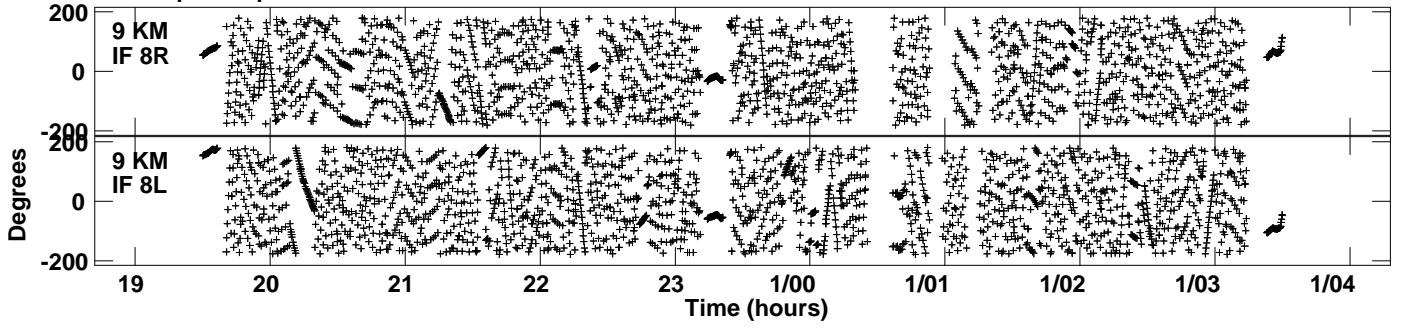 200
9 KM
IF 8R
0
-200
200
9 KM
IF 8L
0
-200
Degrees
19 20 21 22 23 1/00 1/01 1/02 1/03 1/04
Time (hours)